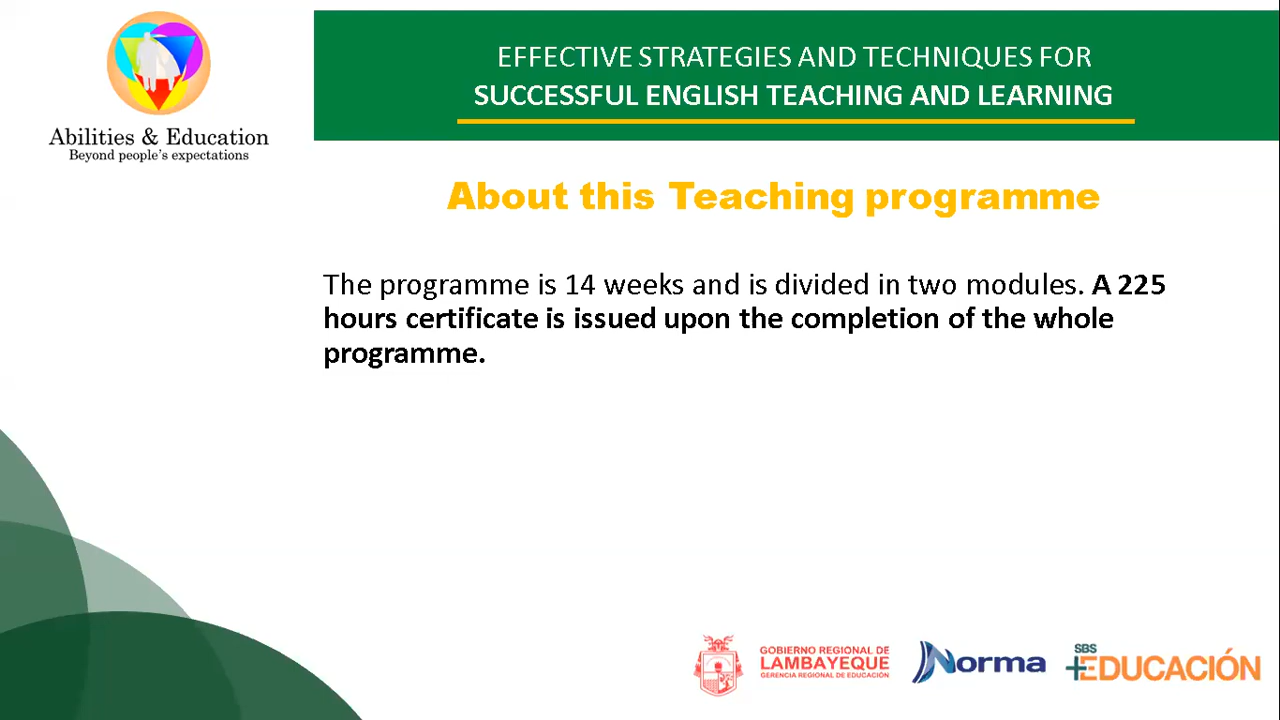 EFFECTIVE STRATEGIES AND TECHNIQUES FOR
SUCCESSFUL ENGLISH TEACHING AND LEARNING
Abilities & Education
Beyond people's expectations
About this Teaching programme
The programme is 14 weeks and is divided in two modules. A 225
hours certificate is issued upon the completion of the whole
programme.
GOBIERNO REGIONAL DE
LAMBAYEQUE
GERENCIA REGIONAL DE EDUCACIÓN
Norma
SBS
+EDUCACIÓN